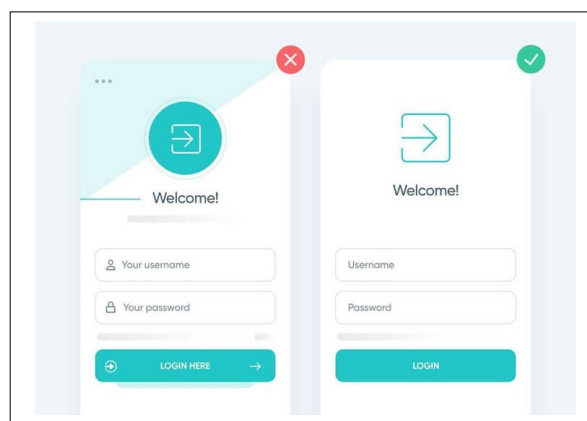 Welcome!
Your username
Your password
LOGIN HERE
Welcome!
Username
Password
LOGIN